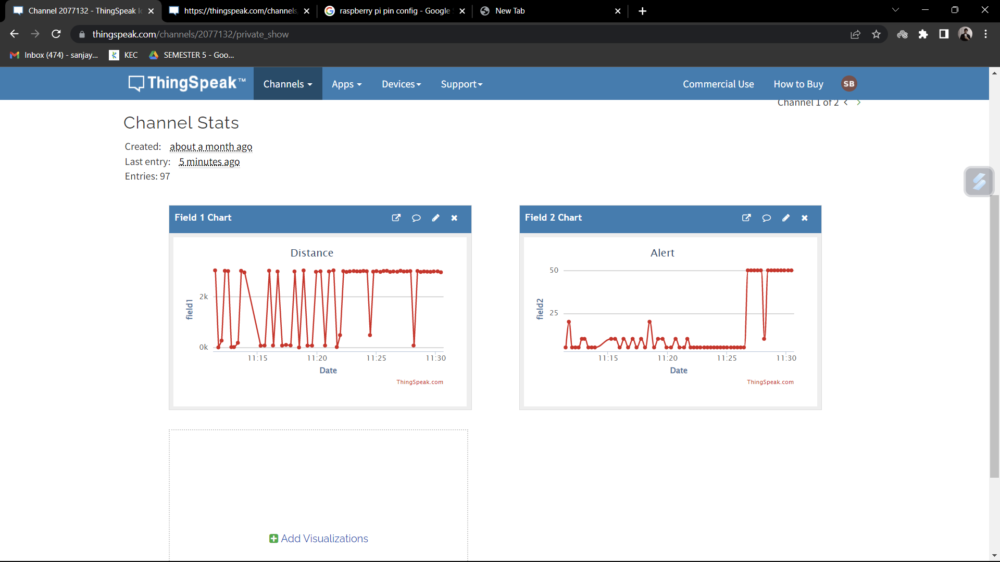 Channel 2077132 - ThingSpeak Io
https://thingspeak.com/channels
raspberry pi pin config - Google S
New Tab
thingspeak.com/channels/2077132/private_show
Inbox (474) - sanjay...
KEC
SEMESTER 5 - Goo...
ThingSpeak™
Channels
Apps
Devices
Support
Commercial Use
How to Buy
SB
Channel 1 of 2 < >
Channel Stats
Created: about a month ago
Last entry: 5 minutes ago
Entries: 97
Field 1 Chart
Distance
field1
2k
0k
11:15
11:20
11:25
11:30
Date
ThingSpeak.com
Field 2 Chart
Alert
field2
50
25
11:15
11:20
11:25
11:30
Date
ThingSpeak.com
Add Visualizations